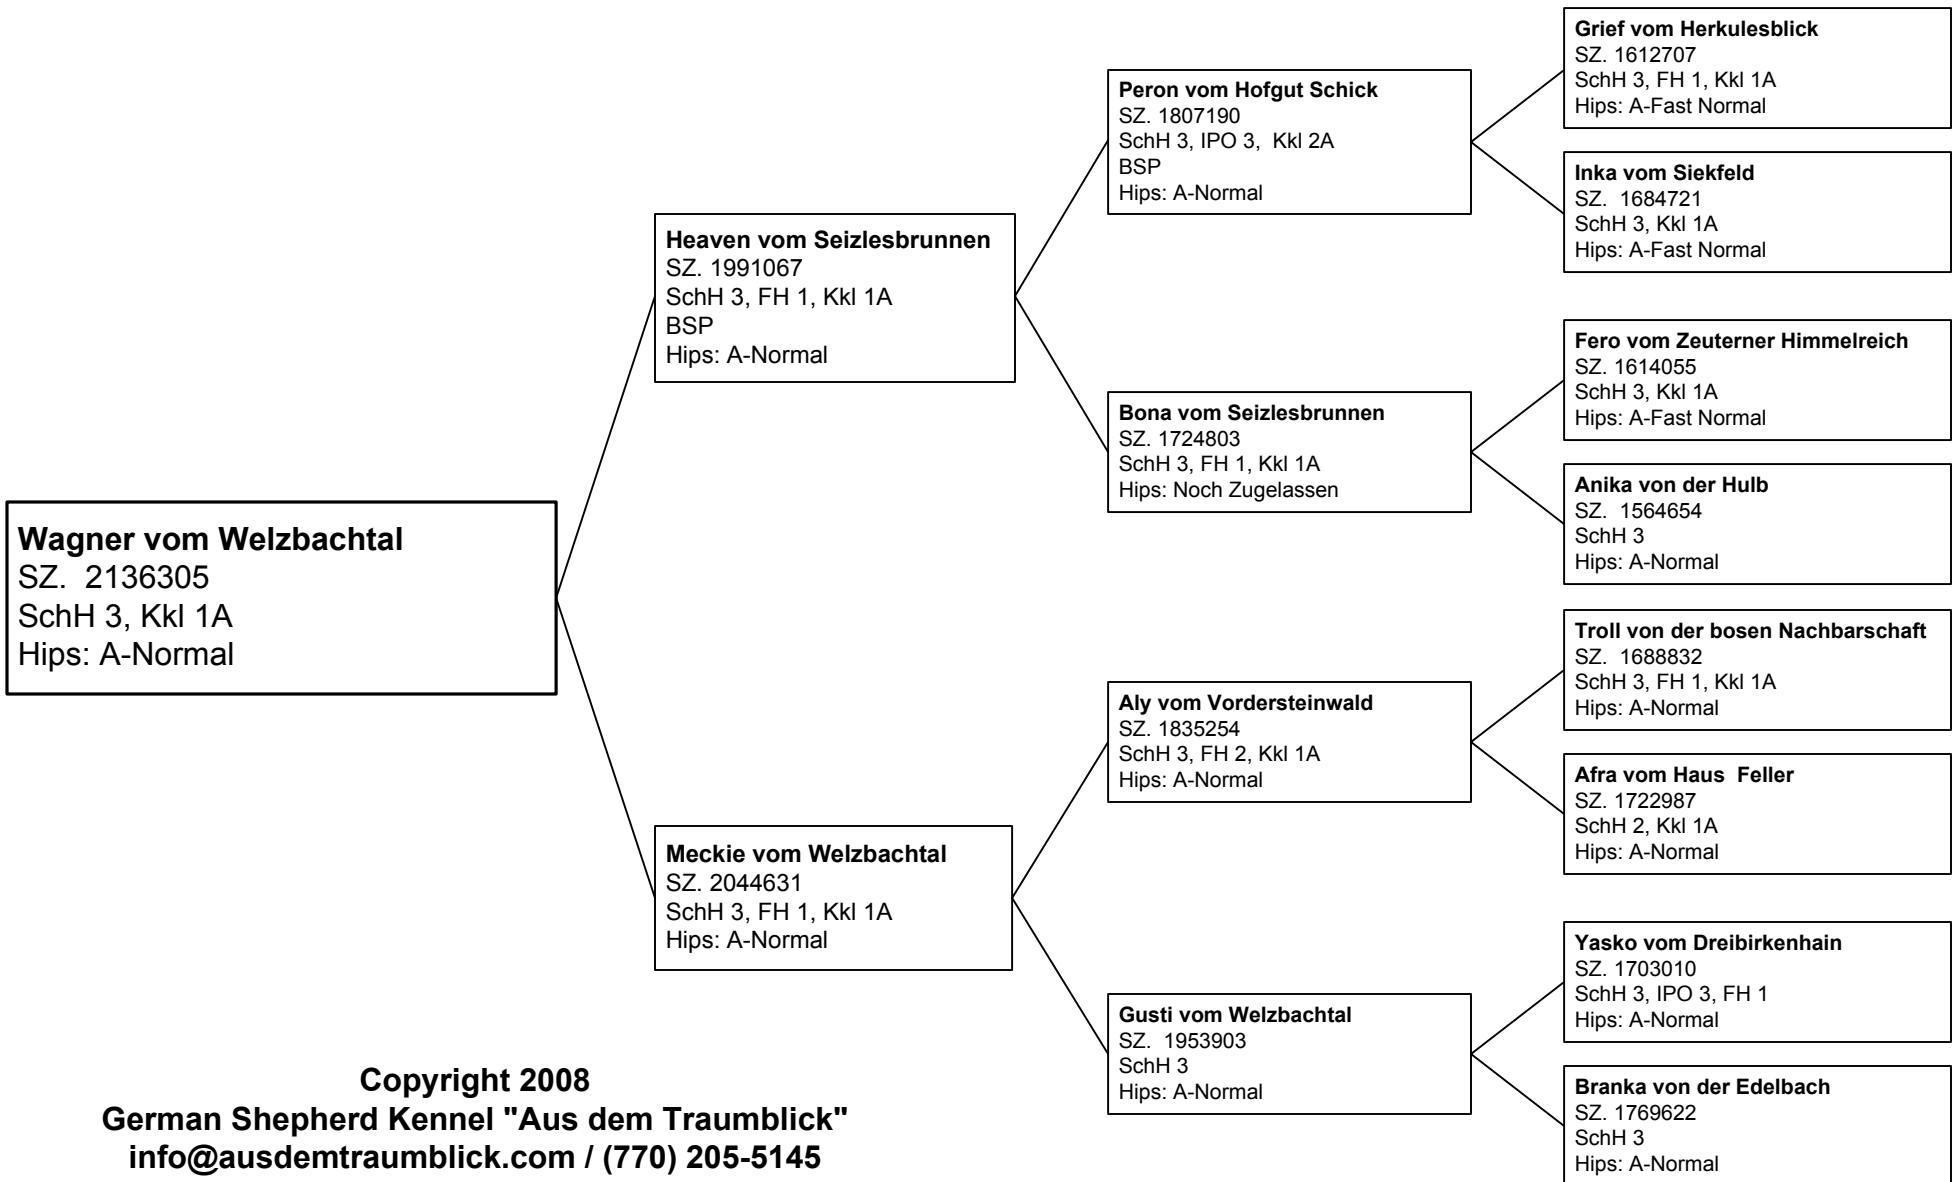 Wagner vom Welzbachtal
SZ.  2136305
SchH 3, Kkl 1A
Hips: A-Normal
Heaven vom Seizlesbrunnen
SZ. 1991067
SchH 3, FH 1, Kkl 1A
BSP
Hips: A-Normal
Meckie vom Welzbachtal
SZ. 2044631
SchH 3, FH 1, Kkl 1A
Hips: A-Normal
Peron vom Hofgut Schick
SZ. 1807190
SchH 3, IPO 3,  Kkl 2A
BSP
Hips: A-Normal
Bona vom Seizlesbrunnen
SZ. 1724803
SchH 3, FH 1, Kkl 1A
Hips: Noch Zugelassen
Aly vom Vordersteinwald
SZ. 1835254
SchH 3, FH 2, Kkl 1A
Hips: A-Normal
Gusti vom Welzbachtal
SZ.  1953903
SchH 3
Hips: A-Normal
Grief vom Herkulesblick
SZ. 1612707
SchH 3, FH 1, Kkl 1A
Hips: A-Fast Normal
Inka vom Siekfeld
SZ.  1684721
SchH 3, Kkl 1A
Hips: A-Fast Normal
Fero vom Zeuterner Himmelreich
SZ. 1614055
SchH 3, Kkl 1A
Hips: A-Fast Normal
Anika von der Hulb
SZ.  1564654
SchH 3
Hips: A-Normal
Troll von der bosen Nachbarschaft
SZ.  1688832
SchH 3, FH 1, Kkl 1A
Hips: A-Normal
Afra vom Haus  Feller
SZ. 1722987
SchH 2, Kkl 1A
Hips: A-Normal
Yasko vom Dreibirkenhain
SZ. 1703010
SchH 3, IPO 3, FH 1
Hips: A-Normal
Branka von der Edelbach
SZ. 1769622
SchH 3
Hips: A-Normal
Copyright 2008
German Shepherd Kennel "Aus dem Traumblick"
info@ausdemtraumblick.com / (770) 205-5145